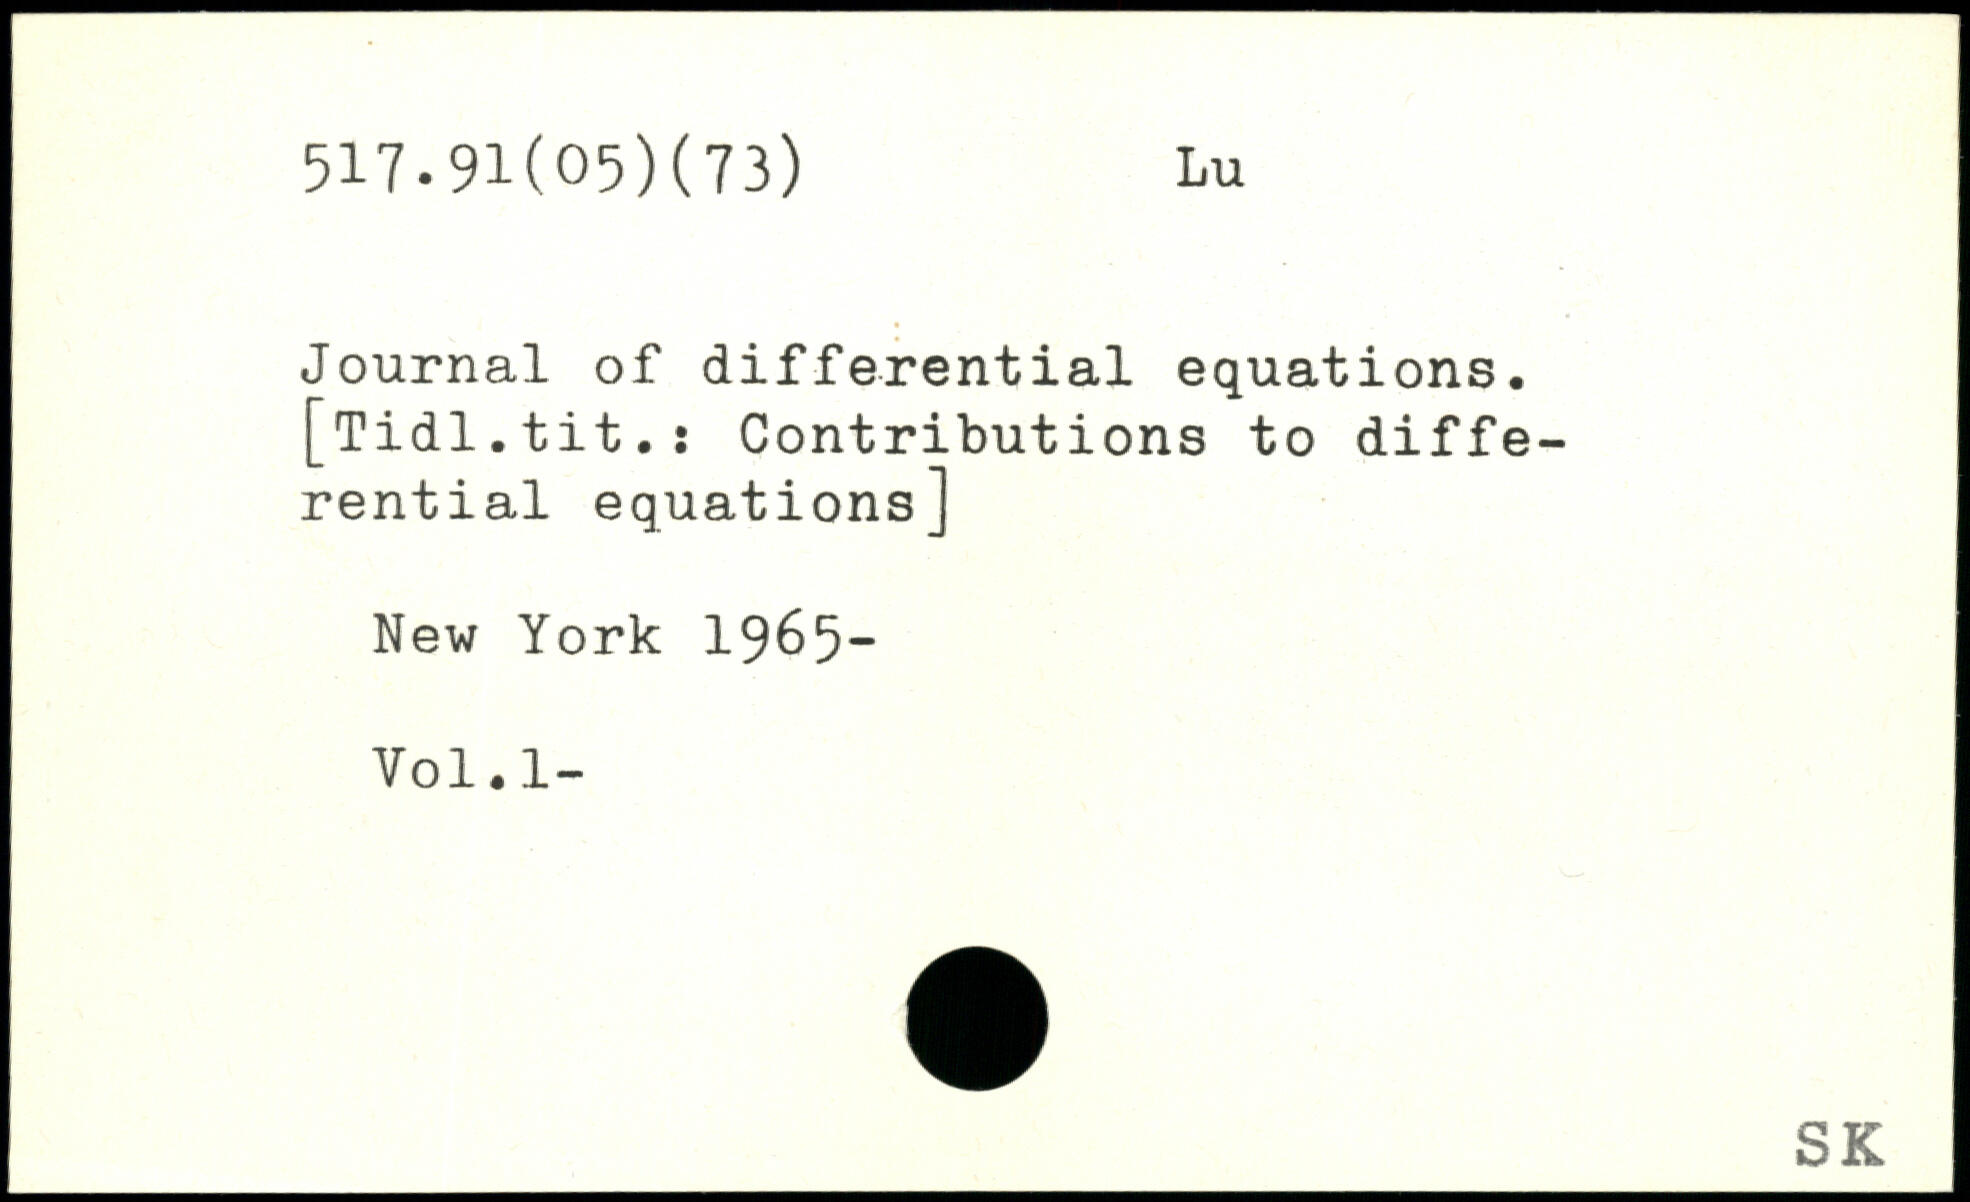 517.91(05)(73) Lu
Journal of differential equations.
[Tidl.tit.: Contributions to diffe-
rential equations]
New York 1965-
Vol.1-
SK